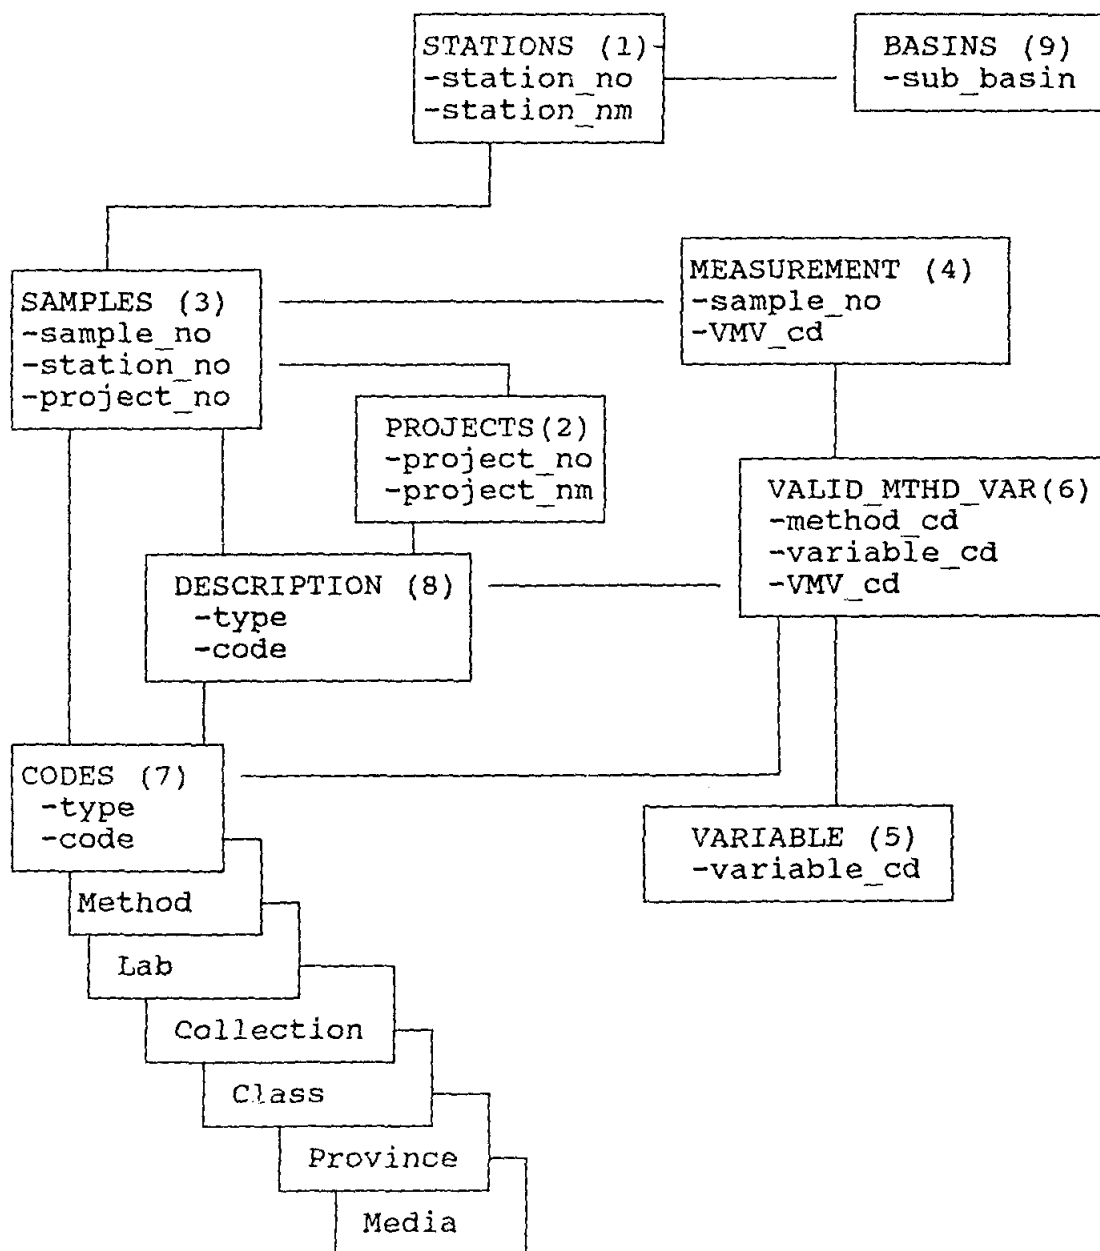 STATIONS (1)
-station_no
-station_nm
BASINS (9)
-sub_basin
SAMPLES (3)
-sample_no
-station_no
-project_no
MEASUREMENT (4)
-sample_no
-VMV_cd
PROJECTS(2)
-project_no
-project_nm
VALID_MTHD_VAR(6)
-method_cd
-variable_cd
-VMV_cd
DESCRIPTION (8)
-type
-code
CODES (7)
-type
-code
VARIABLE (5)
-variable_cd
Method
Lab
Collection
Class
Province
Media